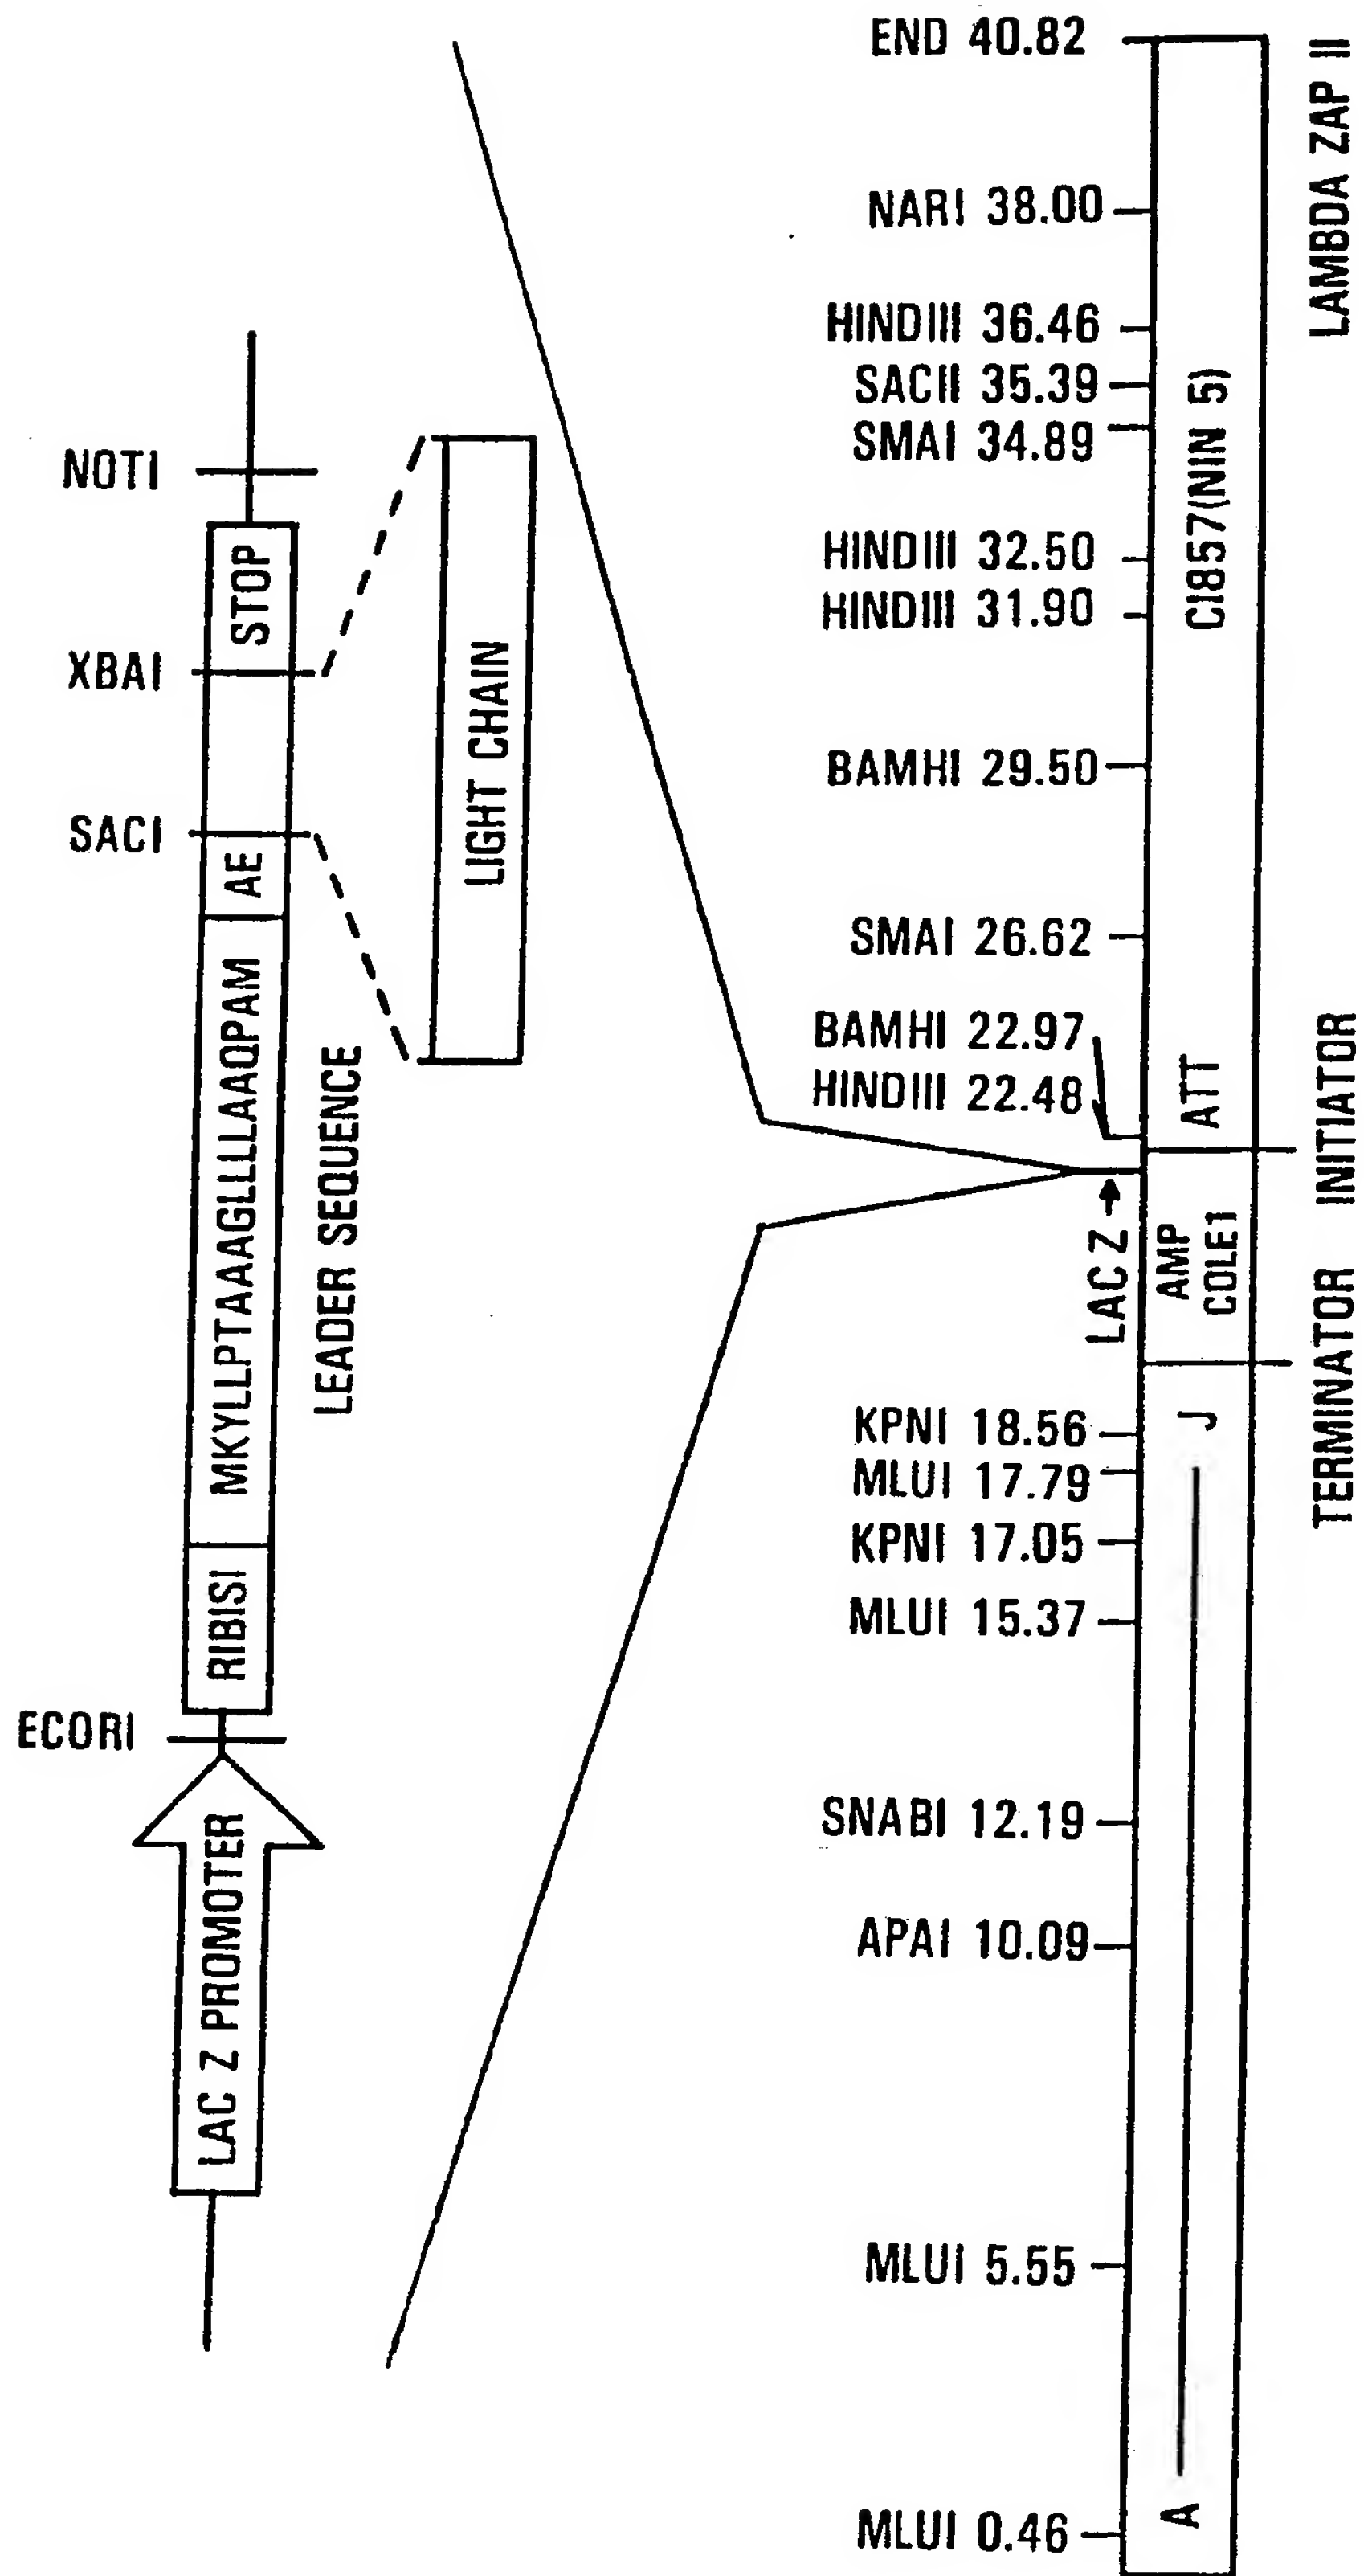 NOTI
XBAI
SACI
ECORI
STOP
AE
MKYLLPTAAAGLLLLAAQPAM
RIBISI
LAC Z PROMOTER
LEADER SEQUENCE
LIGHT CHAIN
END 40.82
NARI 38.00
HINDIII 36.46
SACII 35.39
SMAI 34.89
HINDIII 32.50
HINDIII 31.90
BAMHI 29.50
SMAI 26.62
BAMHI 22.97
HINDIII 22.48
LAC Z
KPNI 18.56
MLUI 17.79
KPNI 17.05
MLUI 15.37
SNABI 12.19
APAI 10.09
MLUI 5.55
MLUI 0.46
CI857(NIN 5)
ATT
AMP
COLE1
J
A
LAMBDA ZAP II
INITIATOR
TERMINATOR